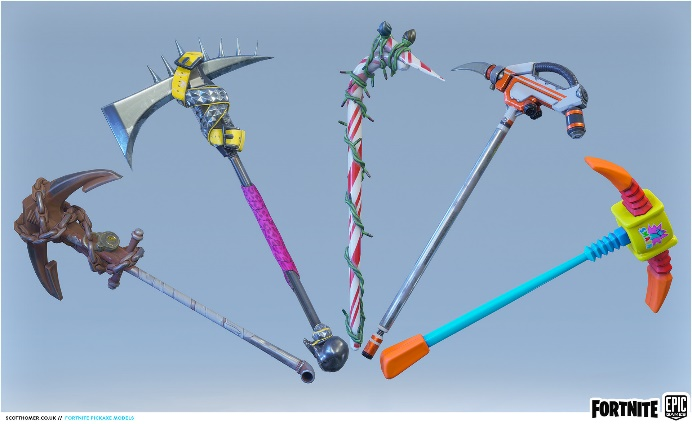 SCOTTHOMER.CO.UK // FORTNITE PICKAXE MODELS
FORTNITE
EPIC
GAMES